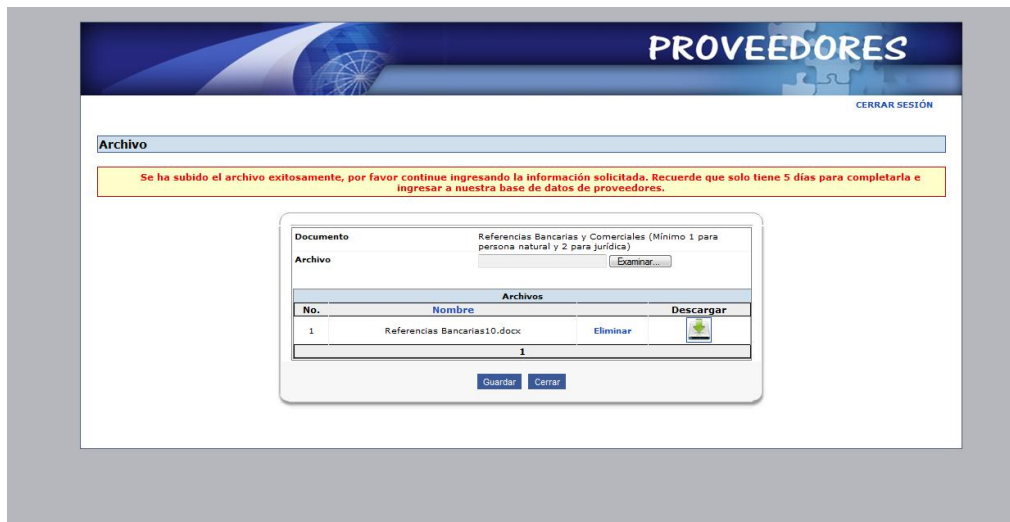 PROVEEDORES
CERRAR SESIÓN
Archivo
Se ha subido el archivo exitosamente, por favor continue ingresando la información solicitada. Recuerde que solo tiene 5 días para completarla e
ingresar a nuestra base de datos de proveedores.
Documento Referencias Bancarias y Comerciales (Mínimo 1 para
persona natural y 2 para jurídica)
Archivo Examinar...
Archivos
No. Nombre Descargar
1 Referencias Bancarias10.docx Eliminar
1
Guardar Cerrar